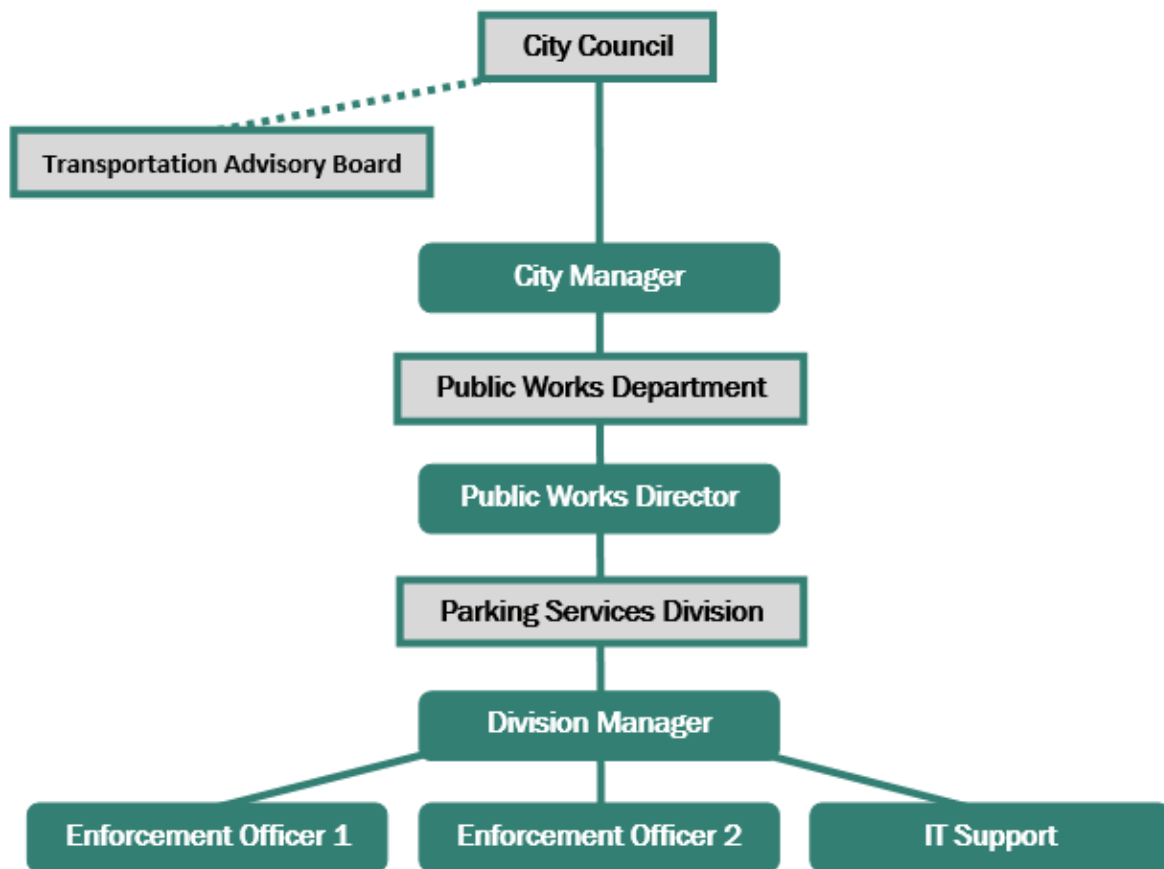 City Council
Transportation Advisory Board
City Manager
Public Works Department
Public Works Director
Parking Services Division
Division Manager
Enforcement Officer 1
Enforcement Officer 2
IT Support